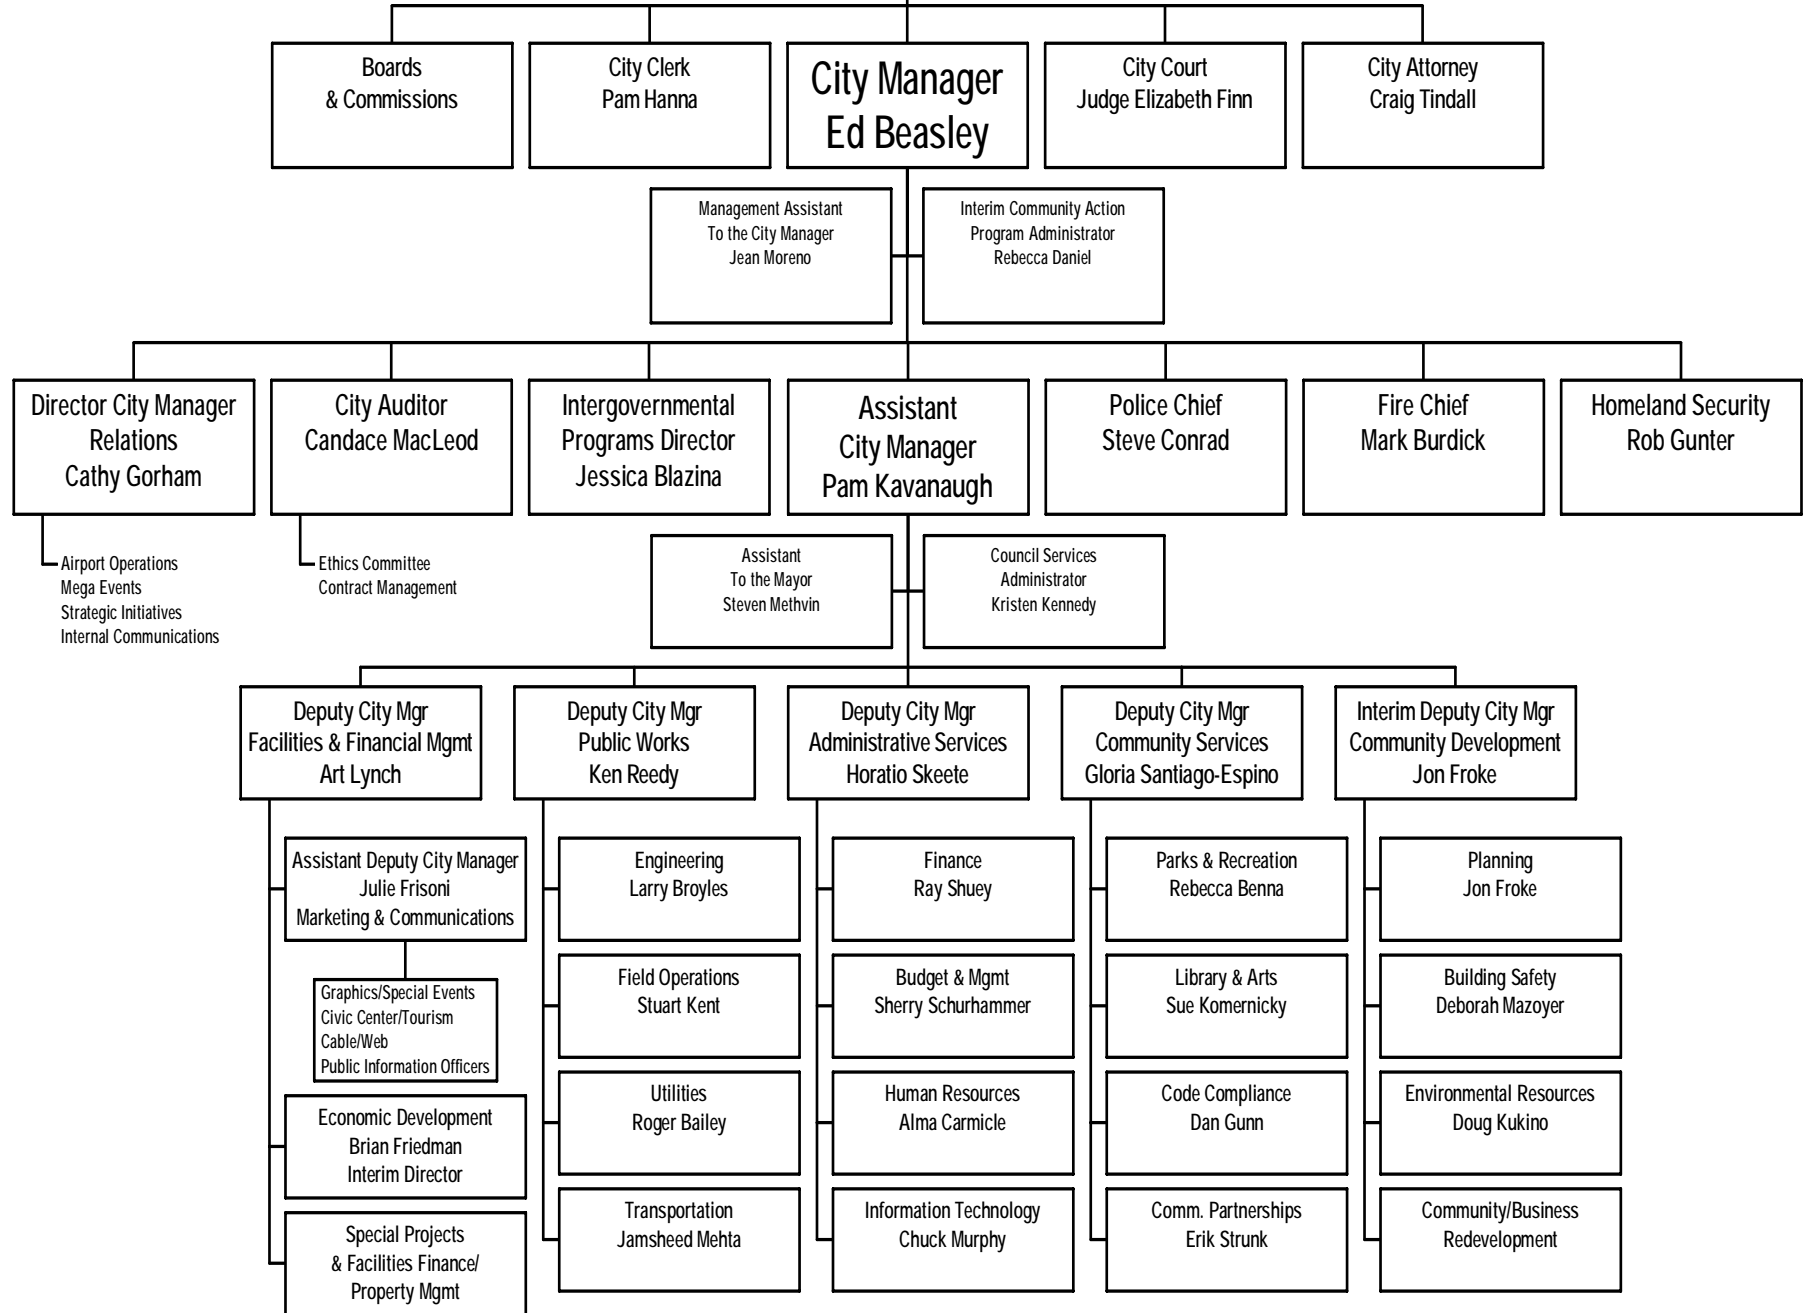 Boards
& Commissions
City Clerk
Pam Hanna
City Manager
Ed Beasley
City Court
Judge Elizabeth Finn
City Attorney
Craig Tindall
Management Assistant
To the City Manager
Jean Moreno
Interim Community Action
Program Administrator
Rebecca Daniel
Director City Manager
Relations
Cathy Gorham
City Auditor
Candace MacLeod
Intergovernmental
Programs Director
Jessica Blazina
Assistant
City Manager
Pam Kavanaugh
Police Chief
Steve Conrad
Fire Chief
Mark Burdick
Homeland Security
Rob Gunter
Airport Operations
Mega Events
Strategic Initiatives
Internal Communications
Ethics Committee
Contract Management
Assistant
To the Mayor
Steven Methvin
Council Services
Administrator
Kristen Kennedy
Deputy City Mgr
Facilities & Financial Mgmt
Art Lynch
Deputy City Mgr
Public Works
Ken Reedy
Deputy City Mgr
Administrative Services
Horatio Skeete
Deputy City Mgr
Community Services
Gloria Santiago-Espino
Interim Deputy City Mgr
Community Development
Jon Froke
Assistant Deputy City Manager
Julie Frisoni
Marketing & Communications
Graphics/Special Events
Civic Center/Tourism
Cable/Web
Public Information Officers
Economic Development
Brian Friedman
Interim Director
Special Projects
& Facilities Finance/
Property Mgmt
Engineering
Larry Broyles
Field Operations
Stuart Kent
Utilities
Roger Bailey
Transportation
Jamsheed Mehta
Finance
Ray Shuey
Budget & Mgmt
Sherry Schurhammer
Human Resources
Alma Carmicle
Information Technology
Chuck Murphy
Parks & Recreation
Rebecca Benna
Library & Arts
Sue Komernicky
Code Compliance
Dan Gunn
Comm. Partnerships
Erik Strunk
Planning
Jon Froke
Building Safety
Deborah Mazoyer
Environmental Resources
Doug Kukino
Community/Business
Redevelopment